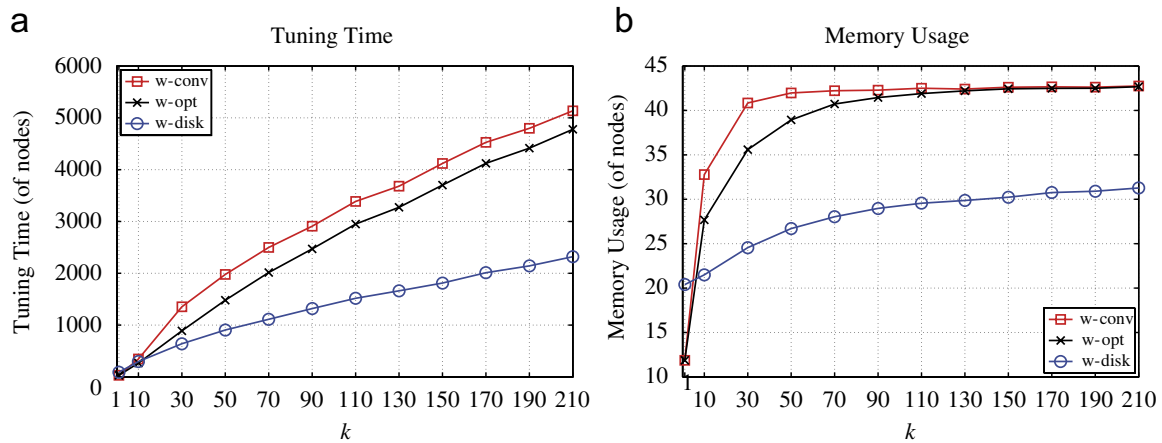 a
Tuning Time
Tuning Time (of nodes)
6000
5000
4000
3000
2000
1000
0
w-conv
w-opt
w-disk
1 10 30 50 70 90 110 130 150 170 190 210
k
b
Memory Usage
Memory Usage (of nodes)
45
42
35
31
25
20
15
10
w-conv
w-opt
w-disk
1
10 30 50 70 90 110 130 150 170 190 210
k